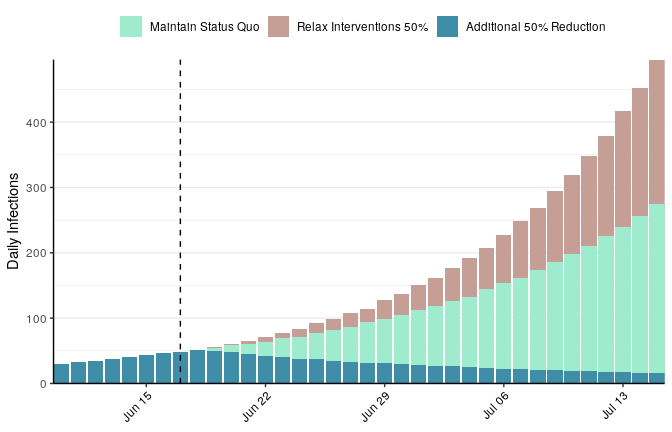 Maintain Status Quo Relax Interventions 50% Additional 50% Reduction
Daily Infections
400
300
200
100
0
Jun 15 Jun 22 Jun 29 Jul 06 Jul 13